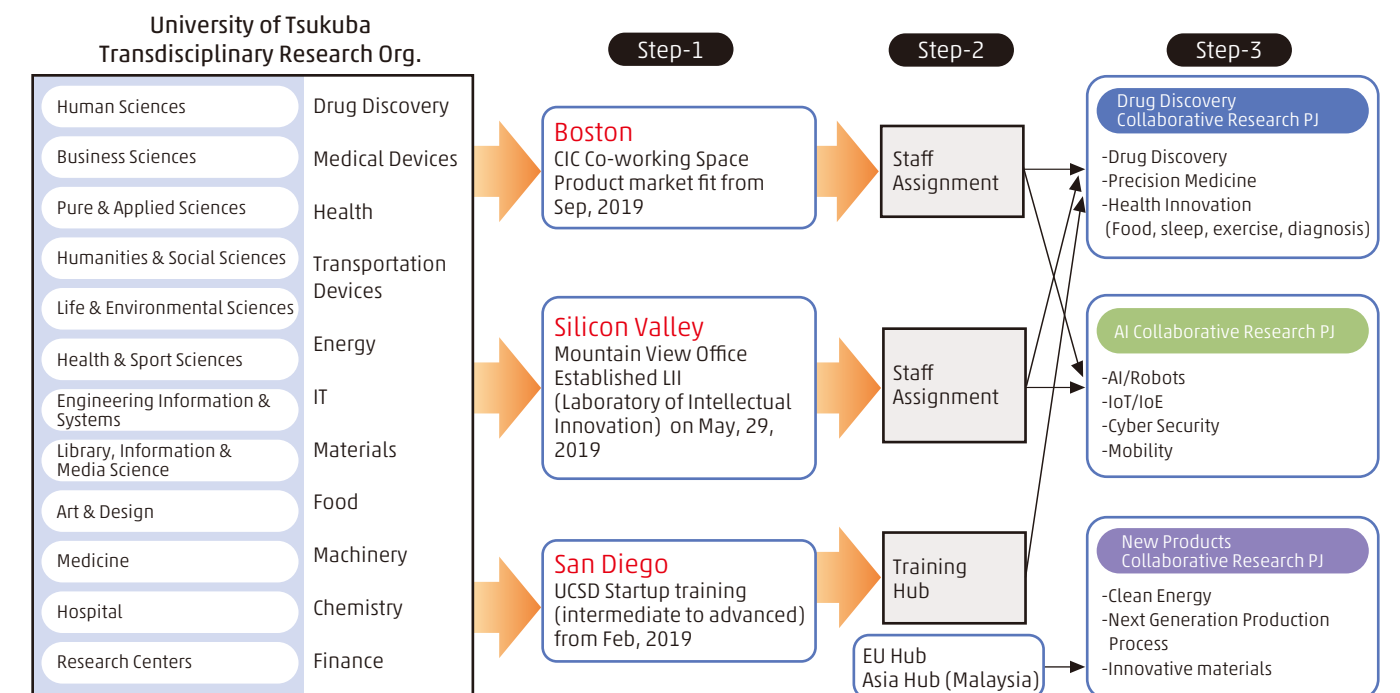 University of Tsukuba
Transdisciplinary Research Org.
Human Sciences
Business Sciences
Pure & Applied Sciences
Humanities & Social Sciences
Life & Environmental Sciences
Health & Sport Sciences
Engineering Information &
Systems
Library, Information &
Media Science
Art & Design
Medicine
Hospital
Research Centers
Drug Discovery
Medical Devices
Health
Transportation
Devices
Energy
IT
Materials
Food
Machinery
Chemistry
Finance
Step-1
Boston
CIC Co-working Space
Product market fit from
Sep, 2019
Silicon Valley
Mountain View Office
Established LII
(Laboratory of Intellectual
Innovation) on May, 29,
2019
San Diego
UCSD Startup training
(intermediate to advanced)
from Feb, 2019
Step-2
Staff
Assignment
Staff
Assignment
Training
Hub
EU Hub
Asia Hub (Malaysia)
Step-3
Drug Discovery
Collaborative Research PJ
-Drug Discovery
-Precision Medicine
-Health Innovation
(Food, sleep, exercise, diagnosis)
AI Collaborative Research PJ
-AI/Robots
-IoT/IoE
-Cyber Security
-Mobility
New Products
Collaborative Research PJ
-Clean Energy
-Next Generation Production
Process
-Innovative materials